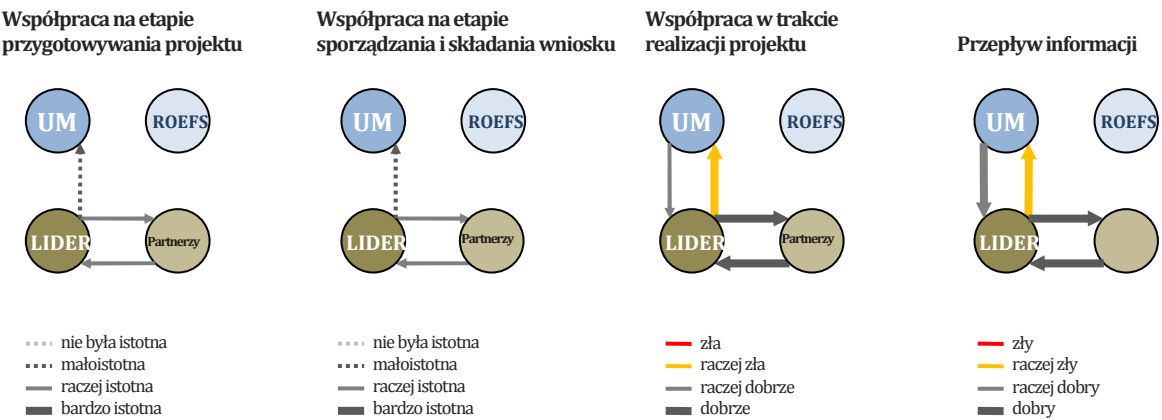 Współpraca na etapie
przygotowywania projektu
UM
ROEFS
LIDER
Partnerzy
nie była istotna
małoistotna
raczej istotna
bardzo istotna
Współpraca na etapie
sporządzania i składania wniosku
UM
ROEFS
LIDER
Partnerzy
nie była istotna
małoistotna
raczej istotna
bardzo istotna
Współpraca w trakcie
realizacji projektu
UM
ROEFS
LIDER
Partnerzy
zła
raczej zła
raczej dobrze
dobrze
Przepływ informacji
UM
ROEFS
LIDER
zły
raczej zły
raczej dobry
dobry